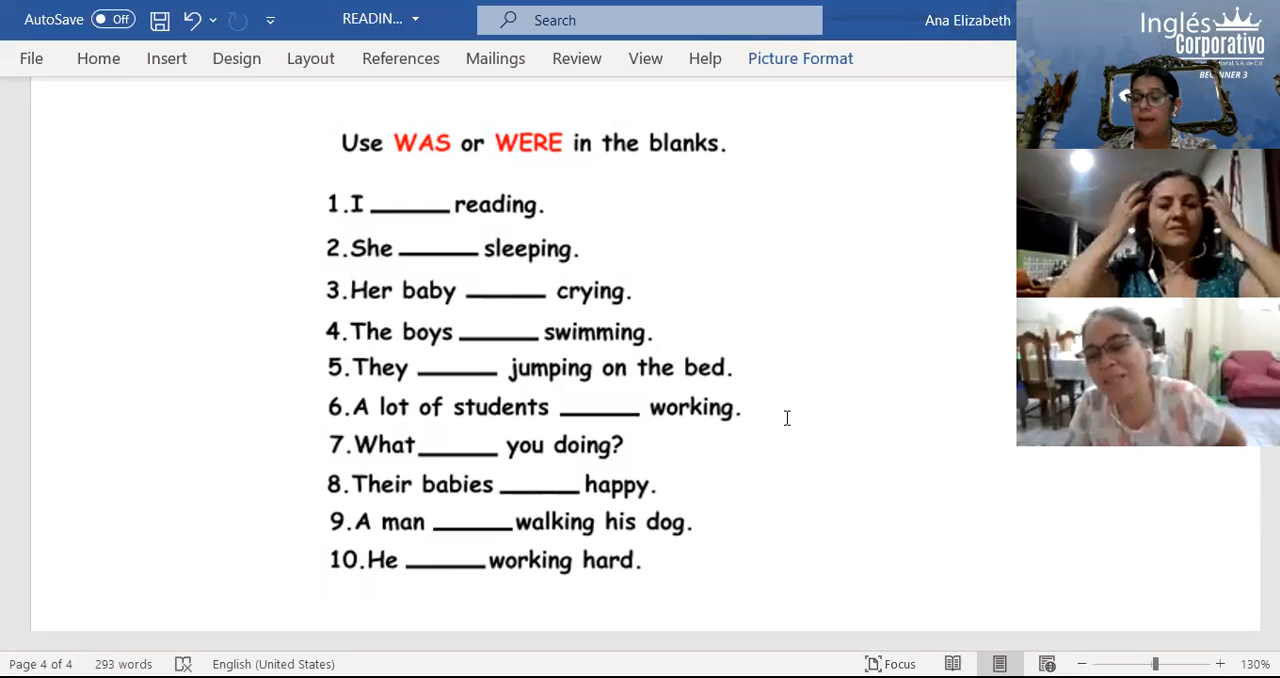 AutoSave Off READIN... Search Ana Elizabeth
File Home Insert Design Layout References Mailings Review View Help Picture Format
Inglés
Corporativo
BEGINNER 3
Use WAS or WERE in the blanks.
1.I ______ reading.
2.She ______ sleeping.
3.Her baby ______ crying.
4.The boys ______ swimming.
5.They ______ jumping on the bed.
6.A lot of students ______ working.
7.What ______ you doing?
8.Their babies ______ happy.
9.A man ______ walking his dog.
10.He ______ working hard.
Page 4 of 4 293 words English (United States) Focus 130%